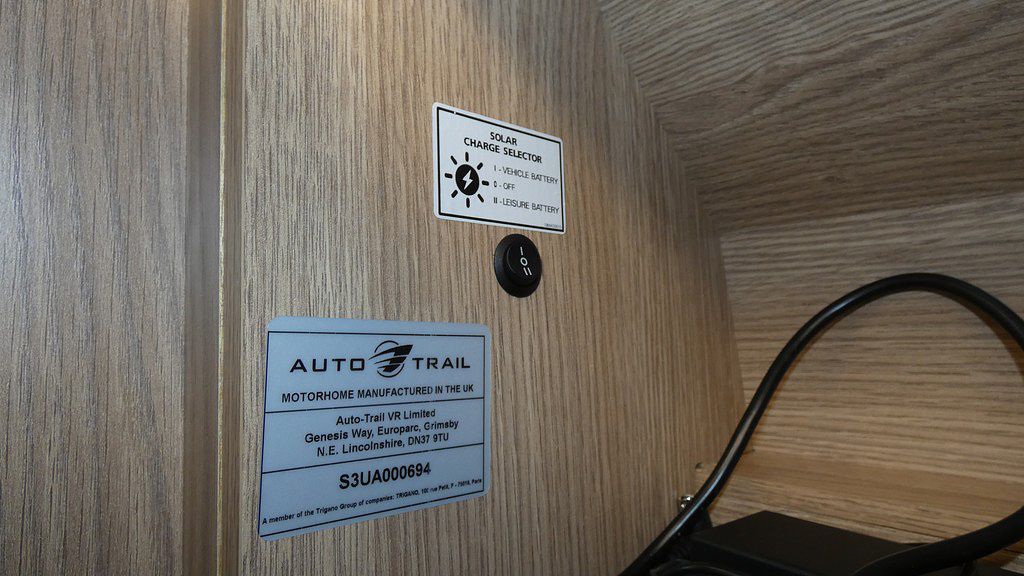 SOLAR
CHARGE SELECTOR
I - VEHICLE BATTERY
0 - OFF
II - LEISURE BATTERY
I
O
II
AUTO TRAIL
MOTORHOME MANUFACTURED IN THE UK
Auto-Trail VR Limited
Genesis Way, Europarc, Grimsby
N.E. Lincolnshire, DN37 9TU
S3UA000694
A member of the Trigano Group of companies: TRIGANO, 100 rue Petit, F - 75019, Paris